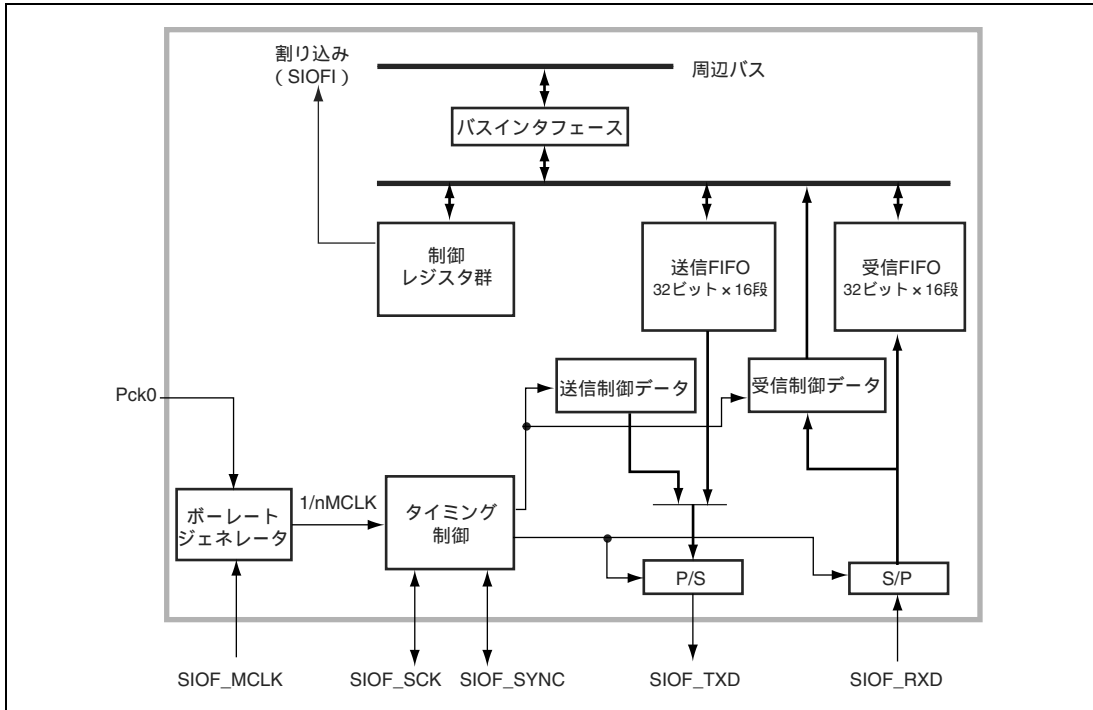 割り込み
（SIOFI）
周辺バス
バスインタフェース
制御
レジスタ群
送信FIFO
32ビット×16段
受信FIFO
32ビット×16段
送信制御データ
受信制御データ
Pck0
ボーレート
ジェネレータ
1/nMCLK
タイミング
制御
P/S
S/P
SIOF_MCLK
SIOF_SCK
SIOF_SYNC
SIOF_TXD
SIOF_RXD